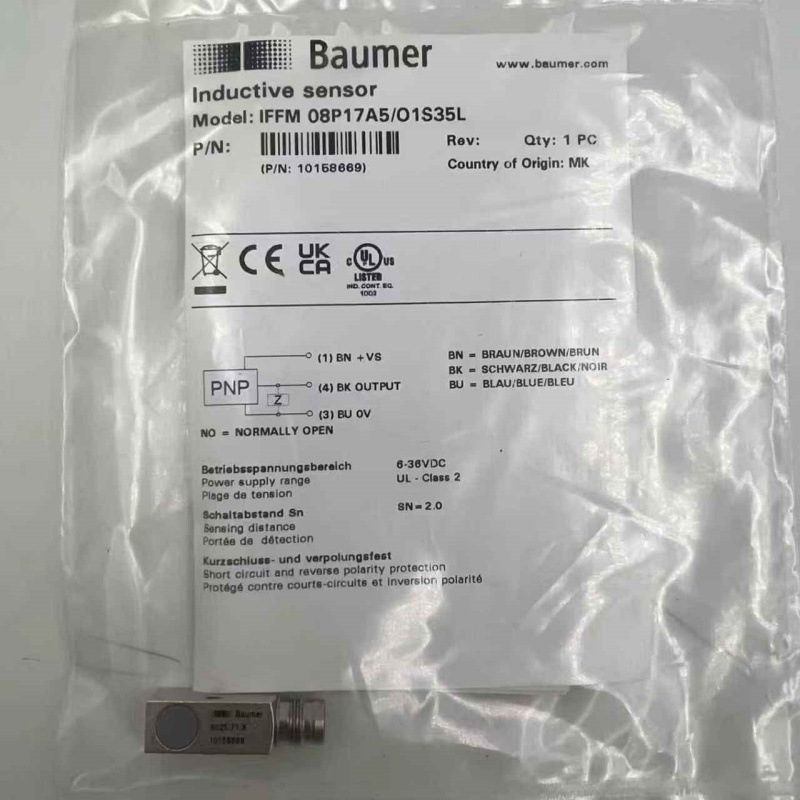 Baumer
www.baumer.com
Inductive sensor
Model: IFFM 08P17A5/O1S35L
P/N:
Rev: Qty: 1 PC
(P/N: 10158669)
Country of Origin: MK
CE UK CA
C UL US
LISTED
IND. CONT. EQ.
1003
(1) BN +VS
PNP
(4) BK OUTPUT
Z
(3) BU 0V
NO = NORMALLY OPEN
BN = BRAUN/BROWN/BRUN
BK = SCHWARZ/BLACK/NOIR
BU = BLAU/BLUE/BLEU
Betriebsspannungsbereich 6-36VDC
Power supply range UL - Class 2
Plage de tension
Schaltabstand Sn SN=2.0
Sensing distance
Portée de détection
Kurzschluss- und verpolungsfest
Short circuit and reverse polarity protection
Protégé contre courte-circuits et inversion polarité
Baumer
10158669